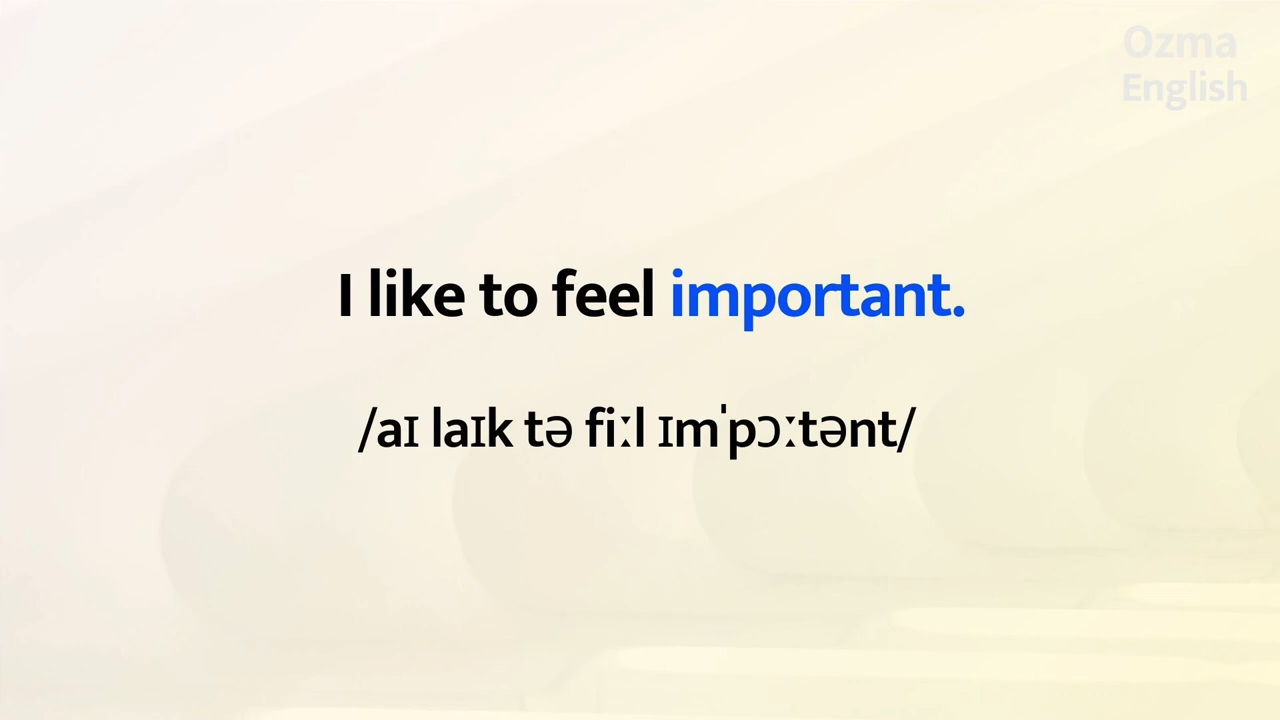 Ozma
English
I like to feel important.
/aɪ laɪk tə fiːl ɪmˈpɔːtənt/